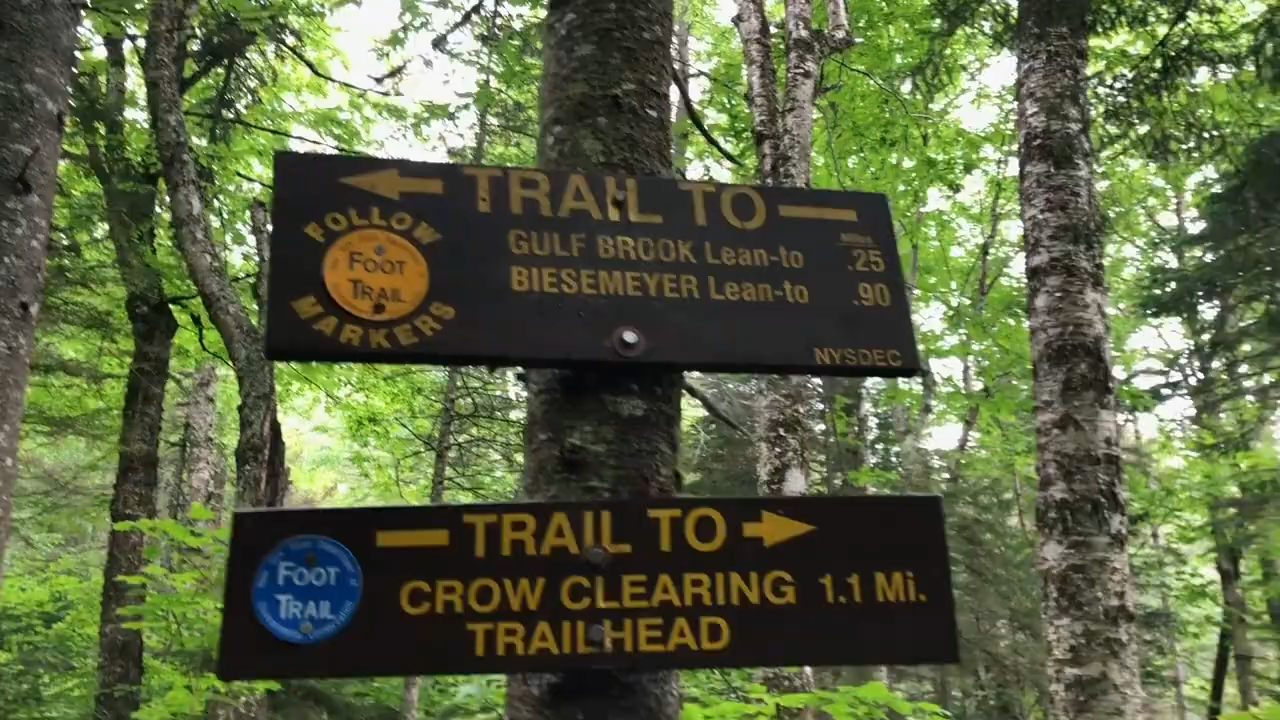 TRAIL TO
FOLLOW
FOOT
TRAIL
MARKERS
Miles
GULF BROOK Lean-to .25
BIESEMEYER Lean-to .90
NYSDEC
TRAIL TO
FOOT
TRAIL
CROW CLEARING 1.1 Mi.
TRAILHEAD